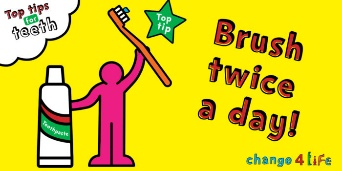 Top tips
for
teeth
Top
tip
Brush
twice
a day!
Toothpaste
change 4 life